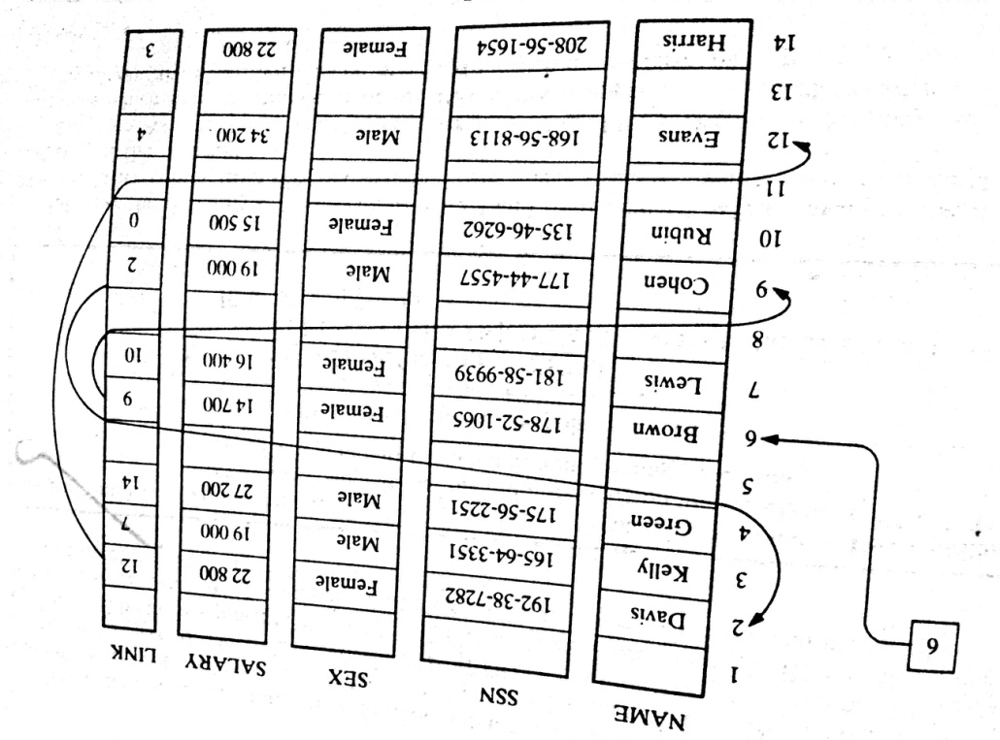 NAME SSN SEX SALARY LINK
6
1
2 Davis 192-38-7282 Female 22 800 12
3 Kelly 165-64-3351 Male 19 000 7
4 Green 175-56-2251 Male 27 200 14
5
6 Brown 178-52-1065 Female 14 700 9
7 Lewis 181-58-9939 Female 16 400 10
8
9 Cohen 177-44-4557 Male 19 000 2
10 Rubin 135-46-6262 Female 15 500 0
11
12 Evans 168-56-8113 Male 34 200 4
13
14 Harris 208-56-1654 Female 22 800 3